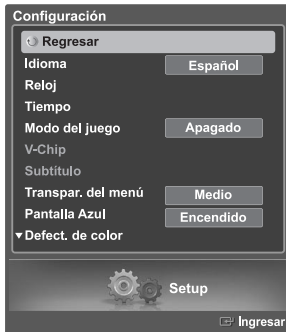 Configuración
Regresar
Idioma Español
Reloj
Tiempo
Modo del juego Apagado
V-Chip
Subtítulo
Transpar. del menú Medio
Pantalla Azul Encendido
▼Defect. de color
Setup
Ingresar